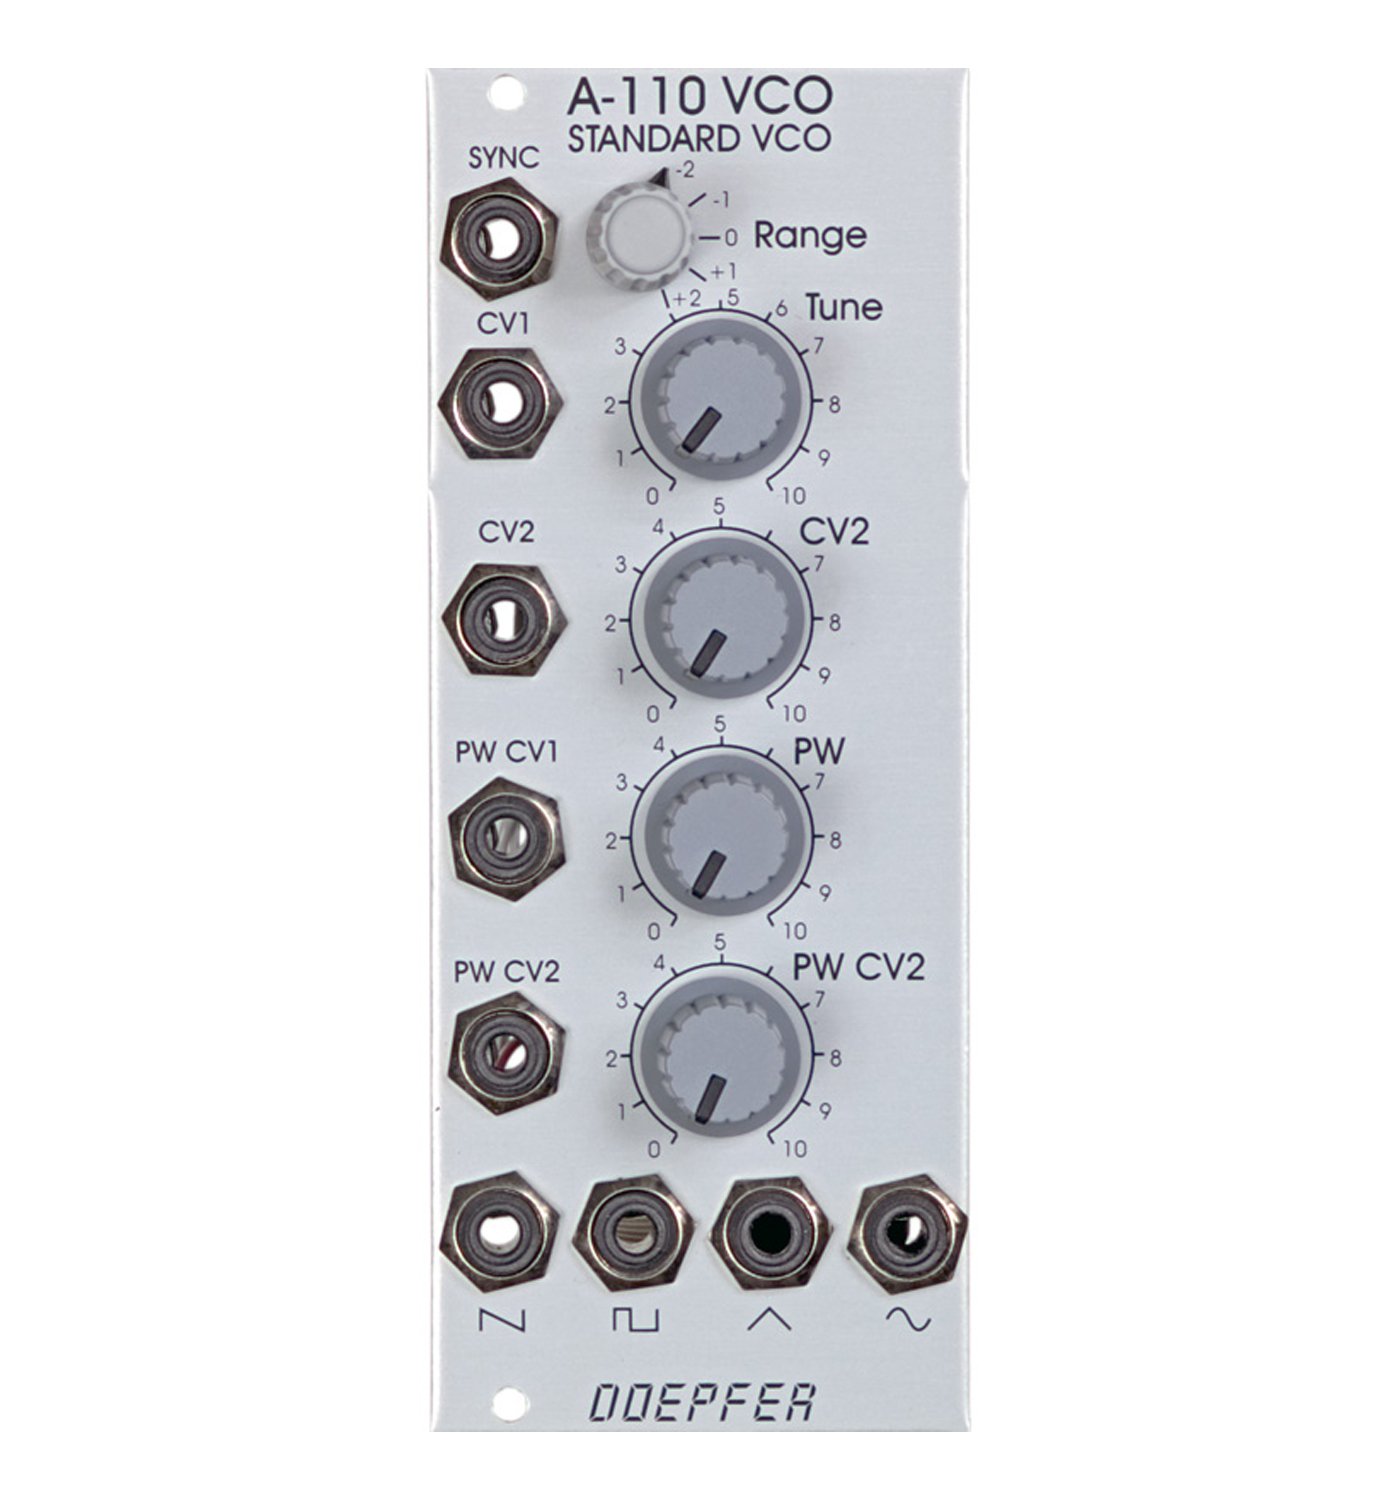 A-110 VCO
STANDARD VCO
SYNC
-2
-1
0
Range
+1
+2
CV1
Tune
0 1 2 3 5 6 7 8 9 10
CV2
CV2
0 1 2 3 4 5 7 8 9 10
PW CV1
PW
0 1 2 3 4 5 7 8 9 10
PW CV2
PW CV2
0 1 2 3 4 5 7 8 9 10
DOEPFER